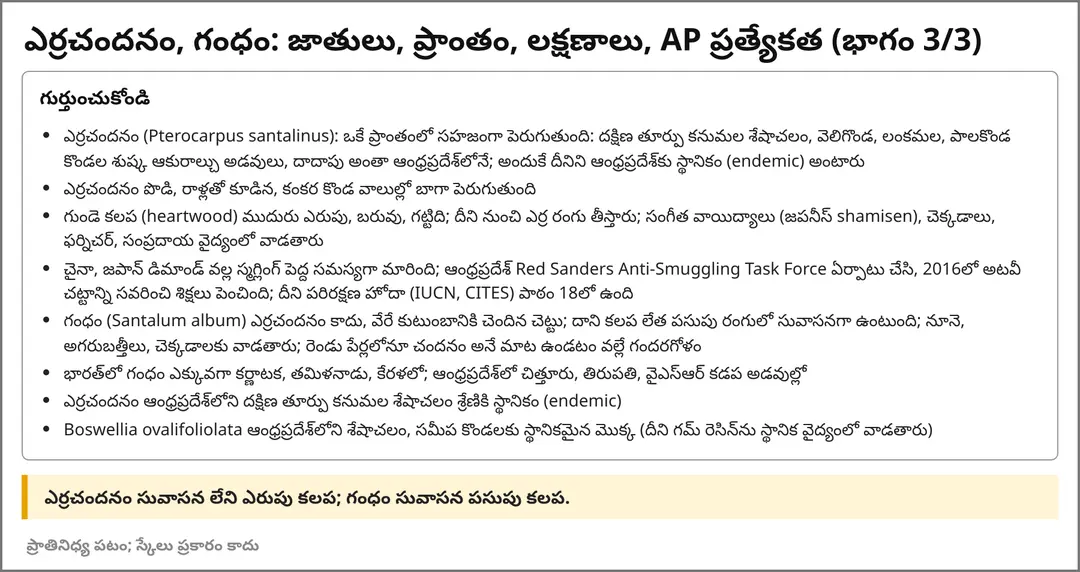 ఎర్రచందనం, గంధం: జాతులు, ప్రాంతం, లక్షణాలు, AP ప్రత్యేకత (భాగం 3/3)
గుర్తుంచుకోండి
• ఎర్రచందనం (Pterocarpus santalinus): ఒకే ప్రాంతంలో సహజంగా పెరుగుతుంది: దక్షిణ తూర్పు కనుమల శేషాచలం, వెలిగొండ, లంకమల, పాలకొండ
కొండల శుష్క ఆకురాల్చు అడవులు, దాదాపు అంతా ఆంధ్రప్రదేశ్‌లోనే; అందుకే దీనిని ఆంధ్రప్రదేశ్‌కు స్థానికం (endemic) అంటారు
• ఎర్రచందనం పొడి, రాళ్లతో కూడిన, కంకర కొండ వాలుల్లో బాగా పెరుగుతుంది
• గుండె కలప (heartwood) ముదురు ఎరుపు, బరువు, గట్టిది; దీని నుంచి ఎర్ర రంగు తీస్తారు; సంగీత వాయిద్యాలు (జపనీస్ shamisen), చెక్కడాలు,
ఫర్నిచర్, సంప్రదాయ వైద్యంలో వాడతారు
• చైనా, జపాన్ డిమాండ్ వల్ల స్మగ్లింగ్ పెద్ద సమస్యగా మారింది; ఆంధ్రప్రదేశ్ Red Sanders Anti-Smuggling Task Force ఏర్పాటు చేసి, 2016లో అటవీ
చట్టాన్ని సవరించి శిక్షలు పెంచింది; దీని పరిరక్షణ హోదా (IUCN, CITES) పాఠం 18లో ఉంది
• గంధం (Santalum album) ఎర్రచందనం కాదు, వేరే కుటుంబానికి చెందిన చెట్టు; దాని కలప లేత పసుపు రంగులో సువాసనగా ఉంటుంది; నూనె,
అగరుబత్తీలు, చెక్కడాలకు వాడతారు; రెండు పేర్లలోనూ చందనం అనే మాట ఉండటం వల్లే గందరగోళం
• భారత్‌లో గంధం ఎక్కువగా కర్ణాటక, తమిళనాడు, కేరళలో; ఆంధ్రప్రదేశ్‌లో చిత్తూరు, తిరుపతి, వైఎస్ఆర్ కడప అడవుల్లో
• ఎర్రచందనం ఆంధ్రప్రదేశ్‌లోని దక్షిణ తూర్పు కనుమల శేషాచలం శ్రేణికి స్థానికం (endemic)
• Boswellia ovalifoliolata ఆంధ్రప్రదేశ్‌లోని శేషాచలం, సమీప కొండలకు స్థానికమైన మొక్క (దీని గమ్ రెసిన్‌ను స్థానిక వైద్యంలో వాడతారు)
ఎర్రచందనం సువాసన లేని ఎరుపు కలప; గంధం సువాసన పసుపు కలప.
ప్రాతినిధ్య పటం; స్కేలు ప్రకారం కాదు